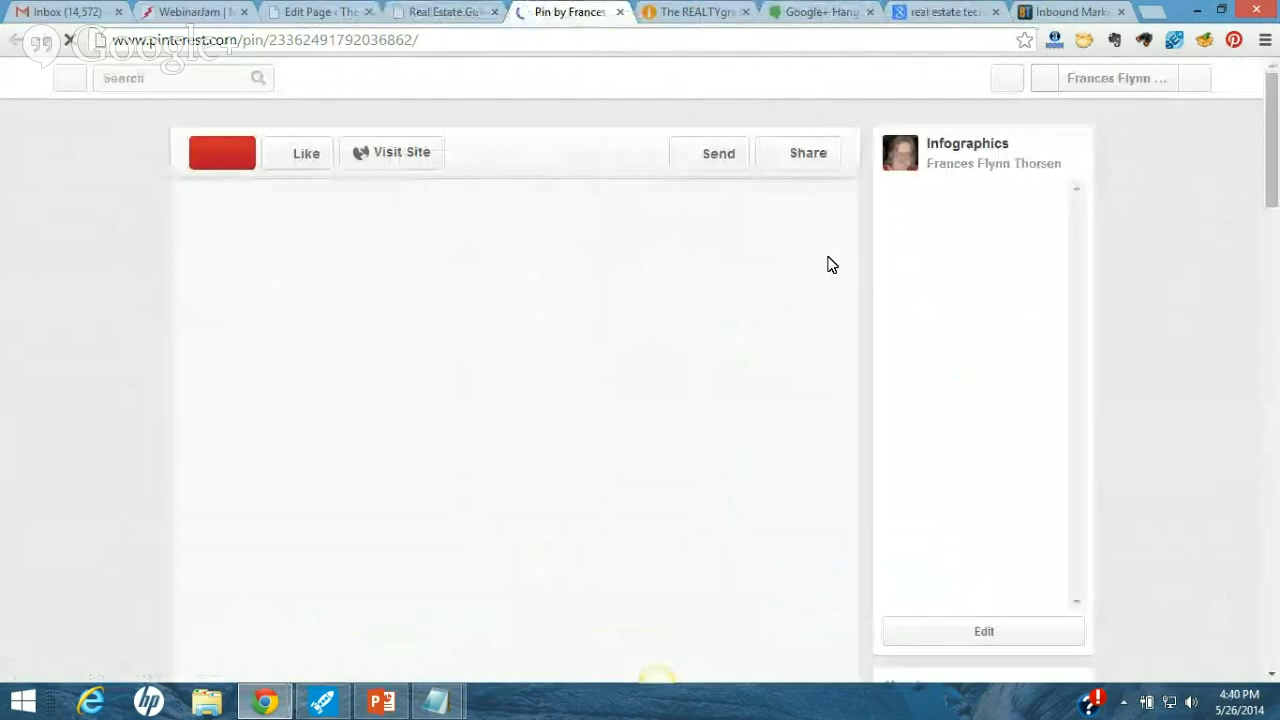 Inbox (14,572)
WebinarJam | 
Edit Page ‹ The
Real Estate Gu
Pin by Frances
The REALTYgr
Google+ Hang
real estate tec
Inbound Mark
www.pinterest.com/pin/23362491792036862/
Google+
Search
Frances Flynn ...
Like
Visit Site
Send
Share
Infographics
Frances Flynn Thorsen
Edit
4:40 PM
5/26/2014